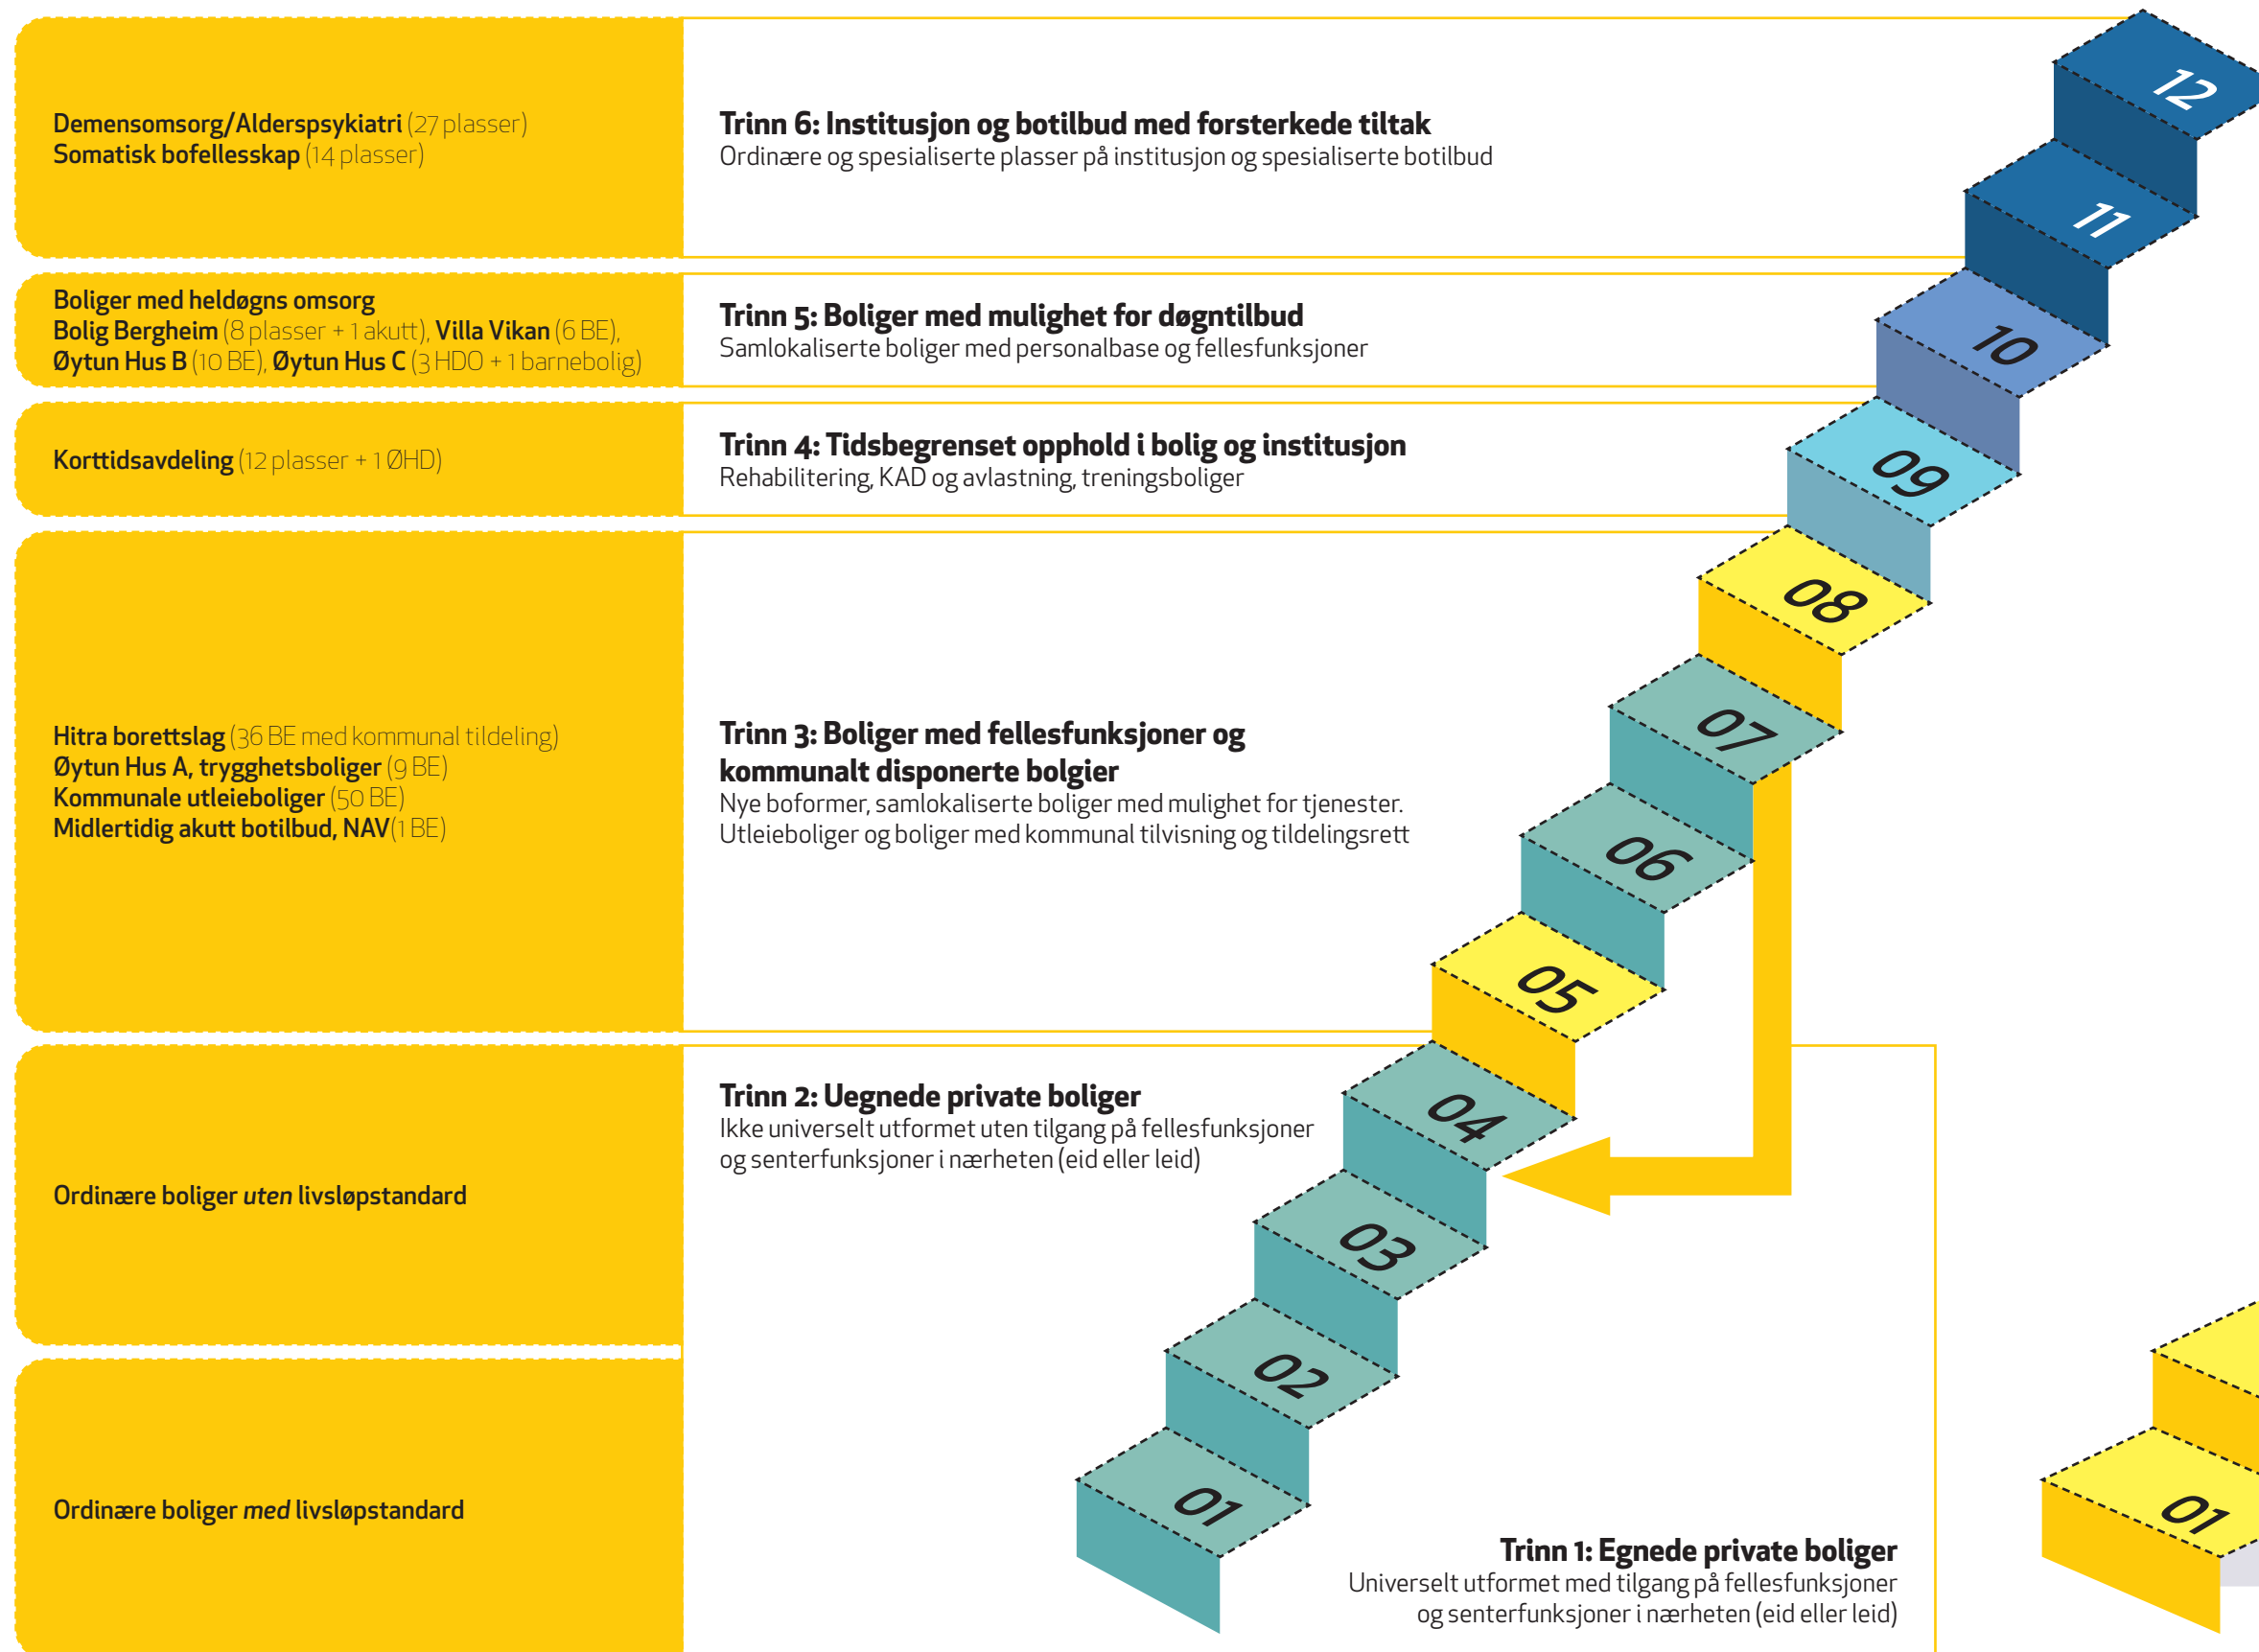 Demensomsorg/Alderspsykiatri (27 plasser)
Somatisk bofellesskap (14 plasser)
Trinn 6: Institusjon og botilbud med forsterkede tiltak
Ordinære og spesialiserte plasser på institusjon og spesialiserte botilbud
12
11
Boliger med heldøgns omsorg
Bolig Bergheim (8 plasser + 1 akutt), Villa Vikan (6 BE),
Øytun Hus B (10 BE), Øytun Hus C (3 HDO + 1 barnebolig)
Trinn 5: Boliger med mulighet for døgntilbud
Samlokaliserte boliger med personalbase og fellesfunksjoner
10
Korttidsavdeling (12 plasser + 1 ØHD)
Trinn 4: Tidsbegrenset opphold i bolig og institusjon
Rehabilitering, KAD og avlastning, treningsboliger
09
08
Hitra borettslag (36 BE med kommunal tildeling)
Øytun Hus A, trygghetsboliger (9 BE)
Kommunale utleieboliger (50 BE)
Midlertidig akutt botilbud, NAV(1 BE)
Trinn 3: Boliger med fellesfunksjoner og
kommunalt disponerte bolgier
Nye boformer, samlokaliserte boliger med mulighet for tjenester.
Utleieboliger og boliger med kommunal tilvisning og tildelingsrett
07
06
05
Ordinære boliger uten livsløpstandard
Trinn 2: Uegnede private boliger
Ikke universelt utformet uten tilgang på fellesfunksjoner
og senterfunksjoner i nærheten (eid eller leid)
04
03
02
Ordinære boliger med livsløpstandard
01
Trinn 1: Egnede private boliger
Universelt utformet med tilgang på fellesfunksjoner
og senterfunksjoner i nærheten (eid eller leid)
01